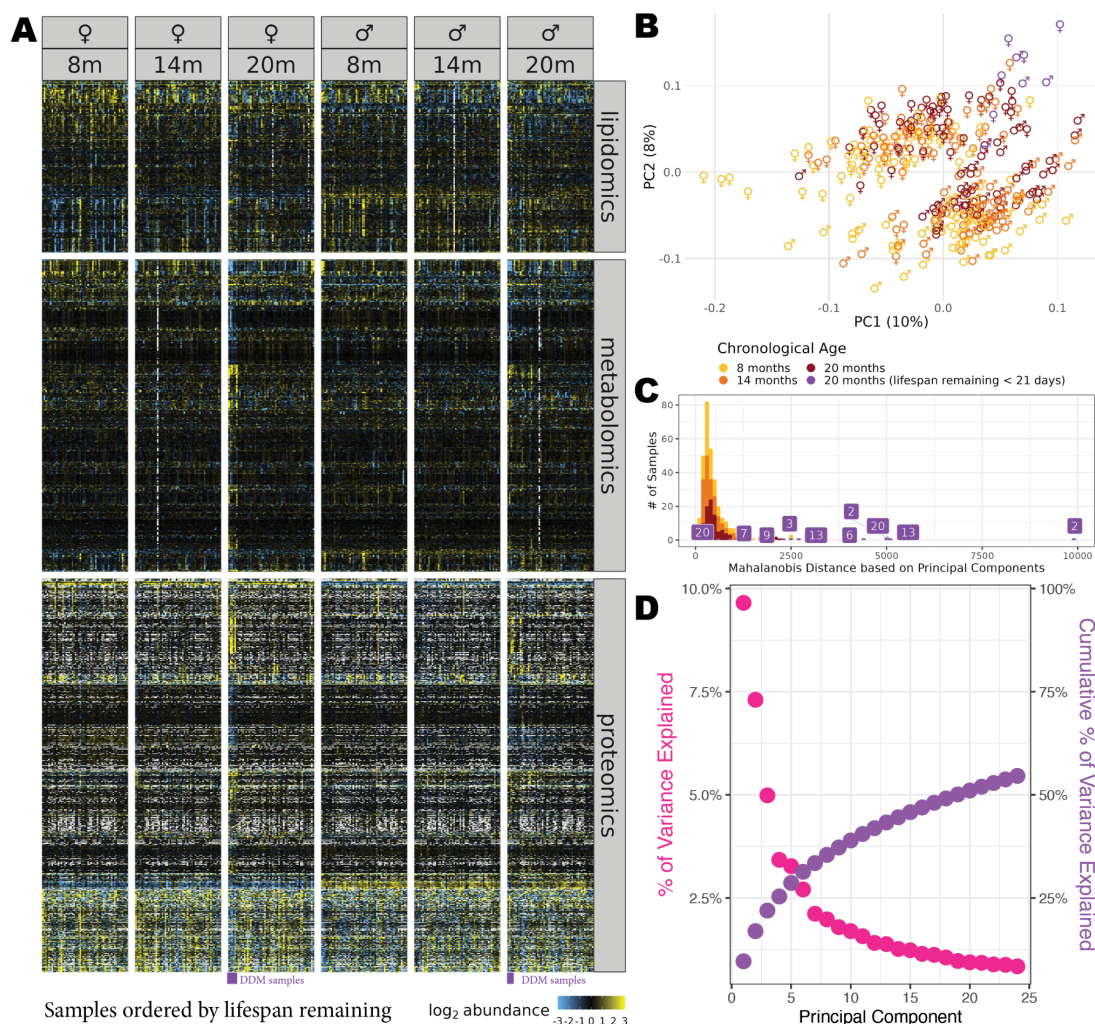 A
♀ ♀ ♀ ♂ ♂ ♂
8m 14m 20m 8m 14m 20m
lipidomics
metabolomics
proteomics
DDM samples
DDM samples
Samples ordered by lifespan remaining
log2 abundance
-3-2-1 0 1 2 3
B
PC2 (8%)
0.1
0.0
-0.1
-0.2 -0.1 0.0 0.1
PC1 (10%)
Chronological Age
8 months
14 months
20 months
20 months (lifespan remaining < 21 days)
C
# of Samples
80
60
40
20
0
20 7 9 3 13 2 6 20 13 2
0 2500 5000 7500 10000
Mahalanobis Distance based on Principal Components
D
% of Variance Explained
10.0%
7.5%
5.0%
2.5%
100%
75%
50%
25%
Cumulative % of Variance Explained
0 5 10 15 20 25
Principal Component